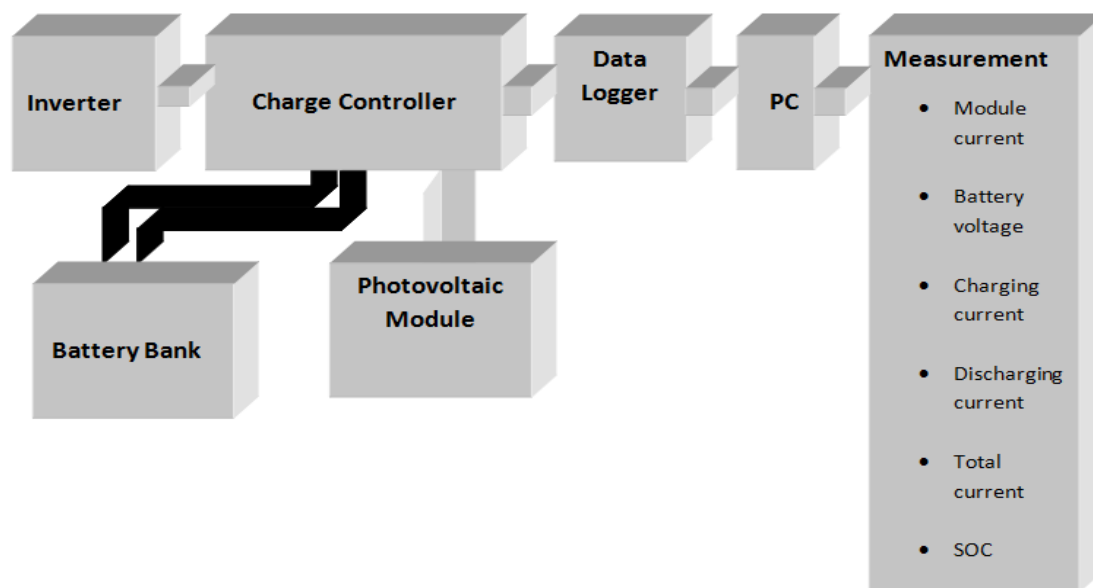 Inverter
Charge Controller
Data
Logger
PC
Measurement
• Module
current
• Battery
voltage
• Charging
current
• Discharging
current
• Total
current
• SOC
Battery Bank
Photovoltaic
Module